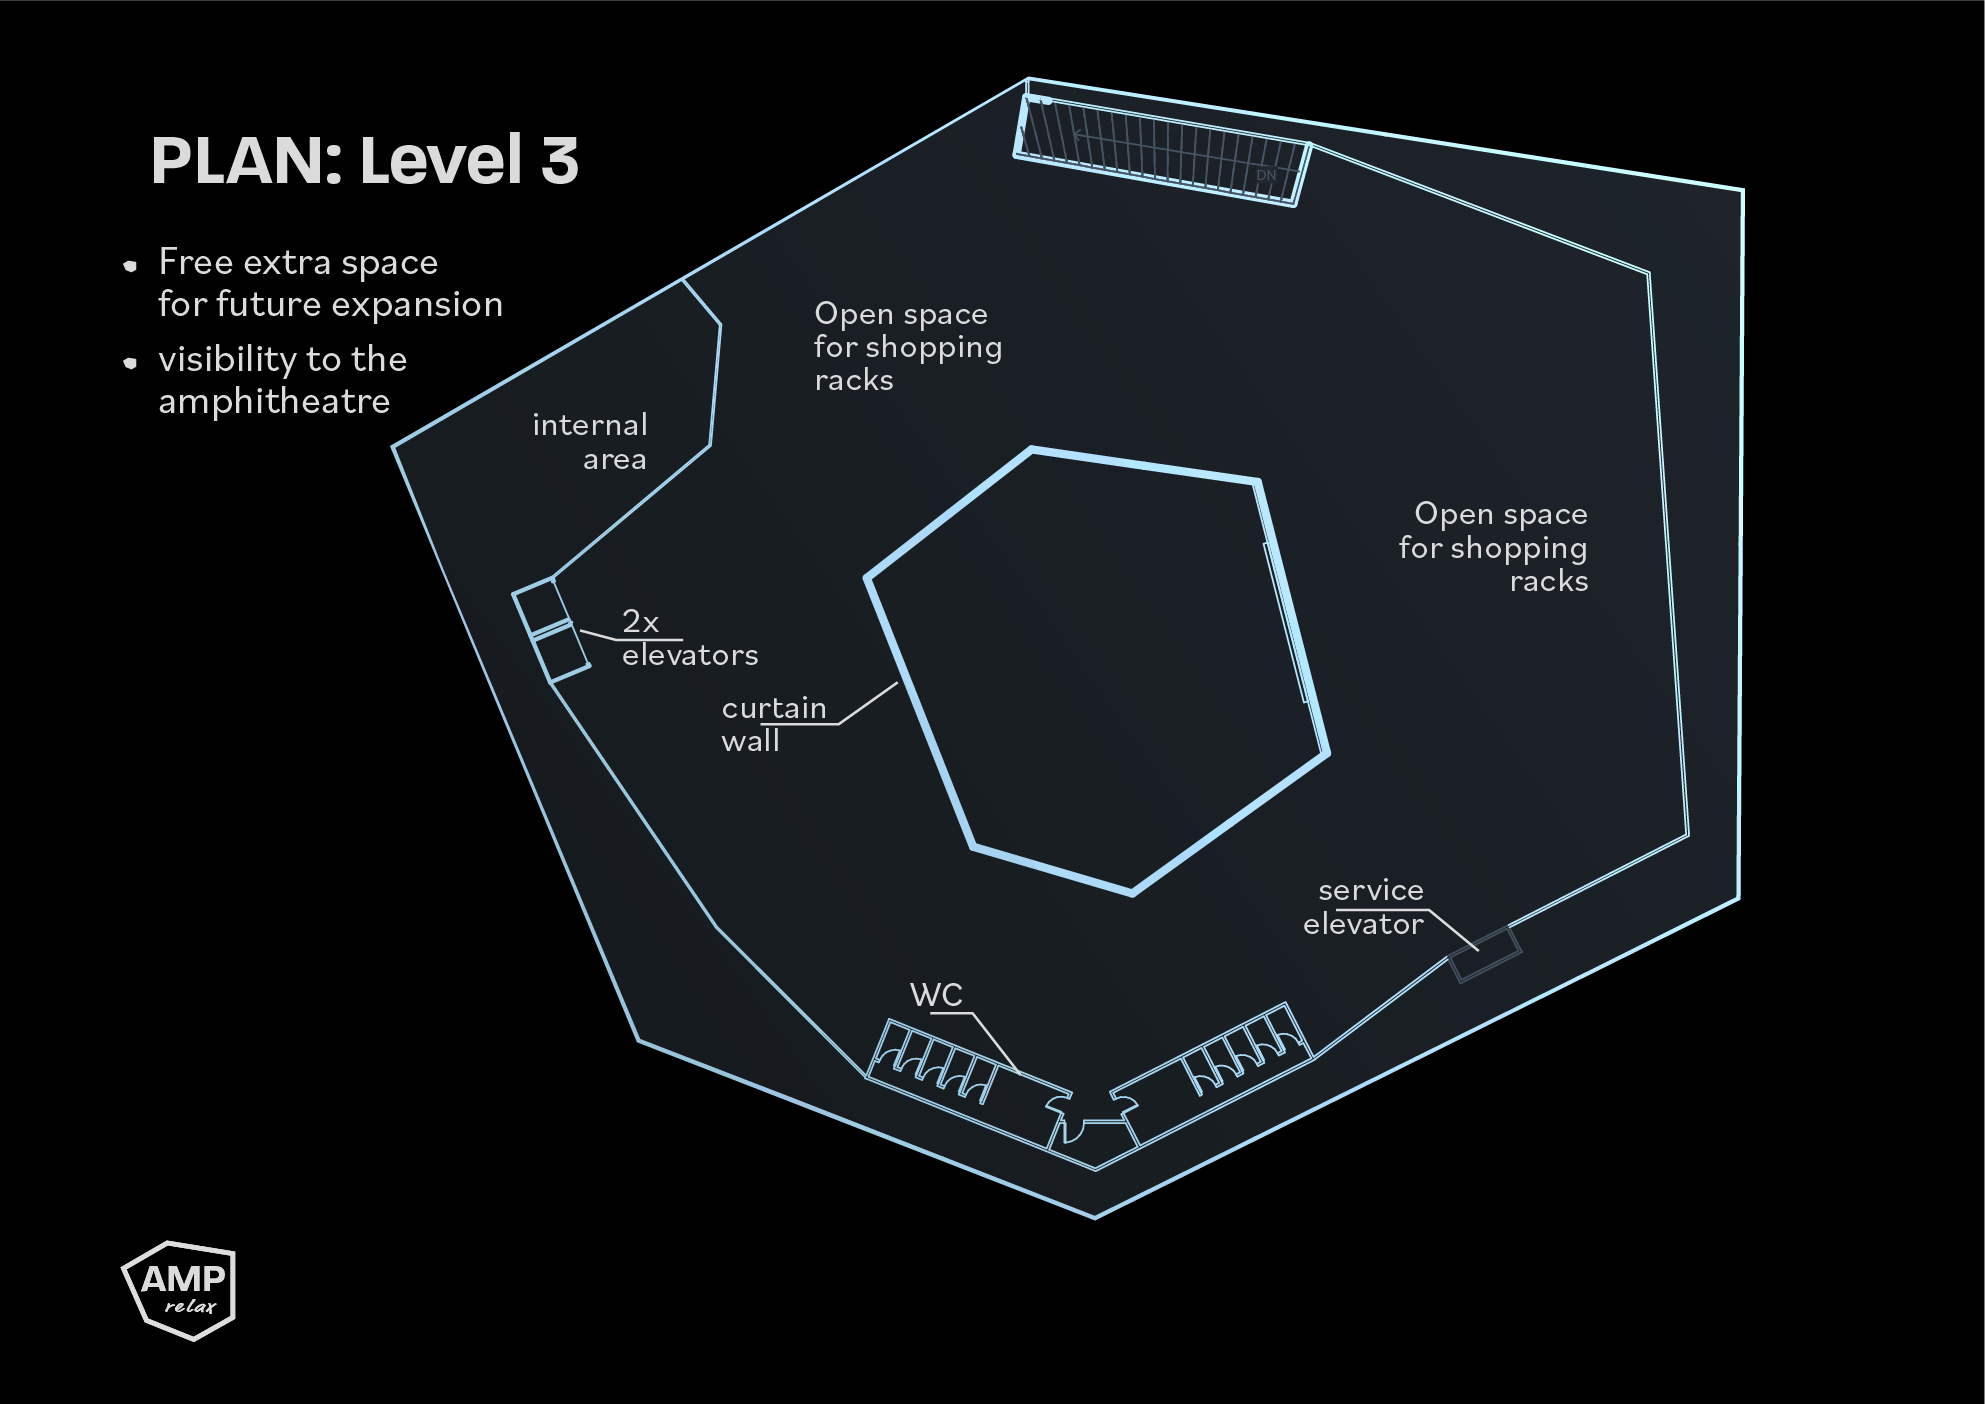 PLAN: Level 3
Free extra space
for future expansion
visibility to the
amphitheatre
DN
Open space
for shopping
racks
internal
area
Open space
for shopping
racks
2x
elevators
curtain
wall
service
elevator
WC
AMP
relax